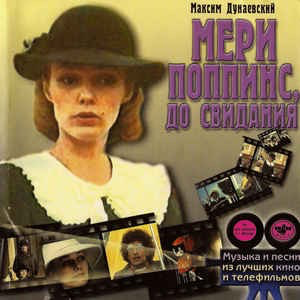 Максим Дунаевский
МЕРИ
ПОППИНС,
ДО СВИДАНИЯ
Музыка и песни
из лучших кино
и телефильмов